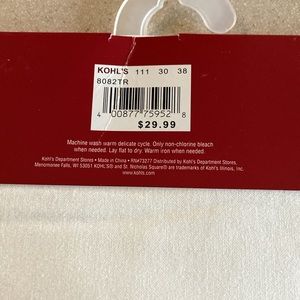 KOHL'S 111 30 38
8082TR
4 00877 75952 8
$29.99
Machine wash warm delicate cycle. Only non-chlorine bleach
when needed. Lay flat to dry. Warm iron when needed.
Kohl's Department Stores • Made in China • RN#73277 Distributed by Kohl's Department Stores, Inc.
Menomonee Falls, WI 53051 KOHL'S® and St. Nicholas Square® are trademarks of Kohl's Illinois, Inc.
www.kohls.com